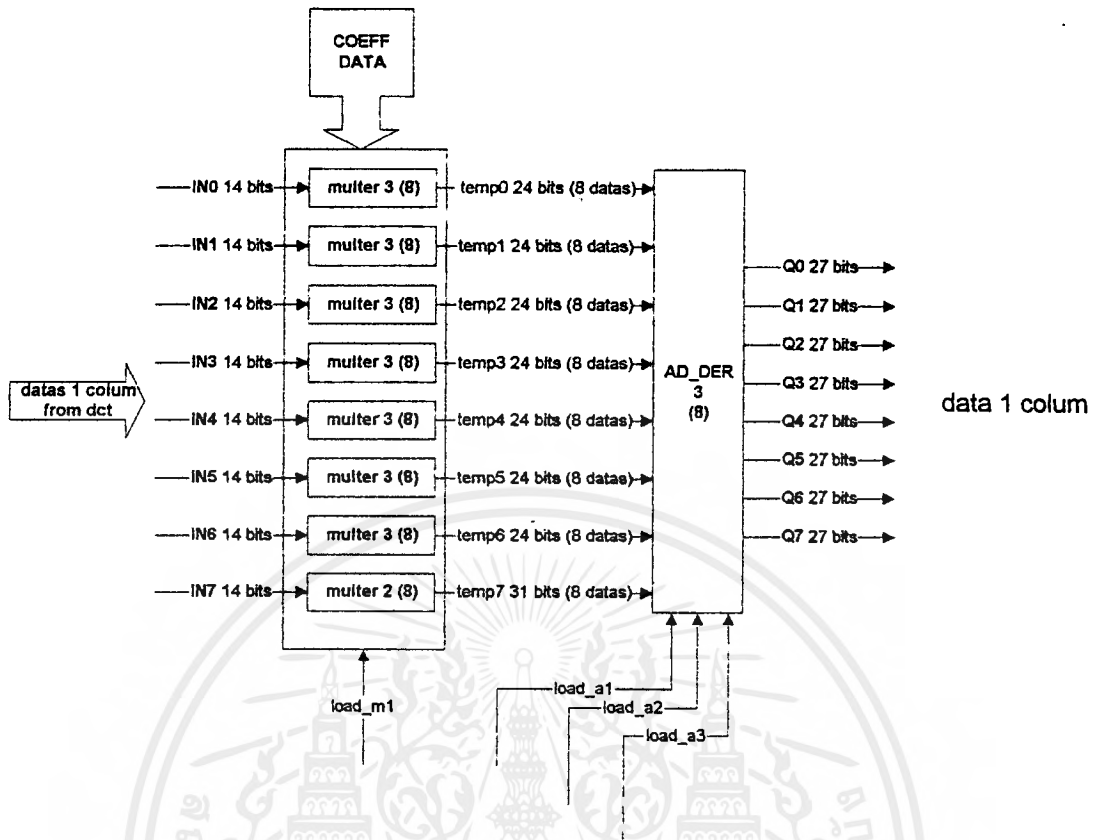 COEFF
DATA
IN0 14 bits
multer 3 (8)
temp0 24 bits (8 datas)
IN1 14 bits
multer 3 (8)
temp1 24 bits (8 datas)
IN2 14 bits
multer 3 (8)
temp2 24 bits (8 datas)
IN3 14 bits
multer 3 (8)
temp3 24 bits (8 datas)
IN4 14 bits
multer 3 (8)
temp4 24 bits (8 datas)
IN5 14 bits
multer 3 (8)
temp5 24 bits (8 datas)
IN6 14 bits
multer 3 (8)
temp6 24 bits (8 datas)
IN7 14 bits
multer 2 (8)
temp7 31 bits (8 datas)
datas 1 colum
from dct
AD_DER
3
(8)
Q0 27 bits
Q1 27 bits
Q2 27 bits
Q3 27 bits
Q4 27 bits
Q5 27 bits
Q6 27 bits
Q7 27 bits
data 1 colum
load_m1
load_a1
load_a2
load_a3